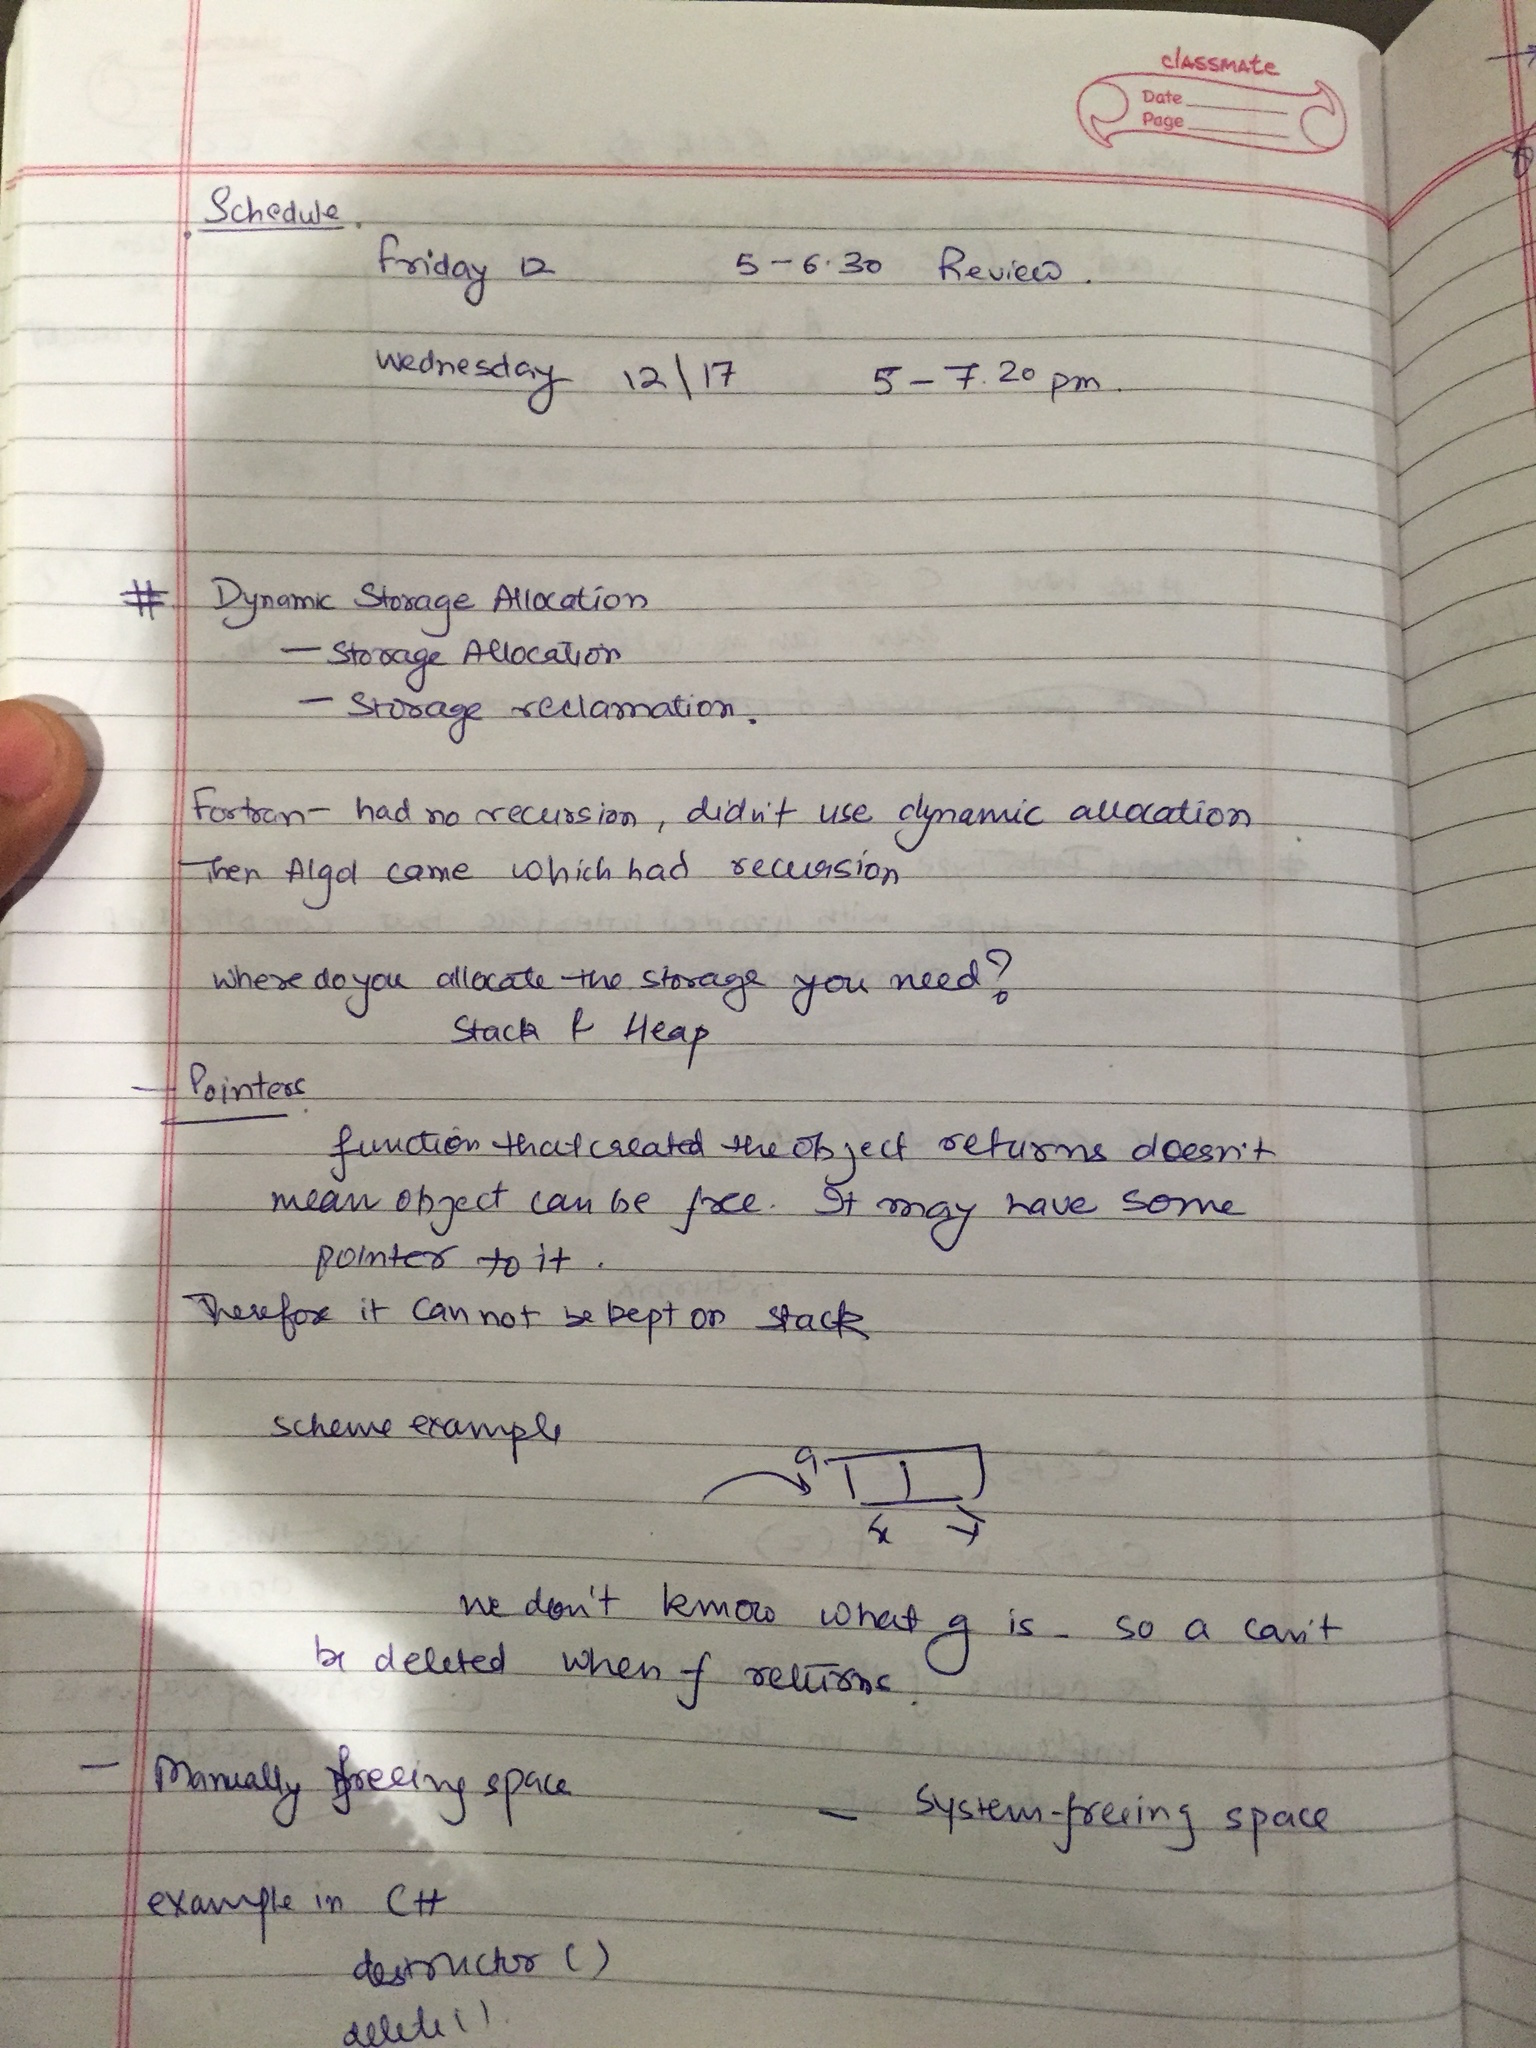 classmate
Date
Page
Schedule.
Friday 12 5-6.30 Review.
Wednesday 12\17 5-7.20 pm.
# Dynamic Storage Allocation
- Storage Allocation
- Storage reclamation.
Fortran- had no recursion, didn't use dynamic allocation
Then Algol came which had recursion
where do you allocate the storage you need?
Stack & Heap
- Pointers
function that created the object returns doesn't
mean object can be free. It may have some
pointer to it.
Therefore it cannot be kept on stack
scheme example
a
x
we don't know what g is. so a can't
be deleted when f returns.
- Manually freeing space - System-freeing space
example in C++
destructor ()
delete ()